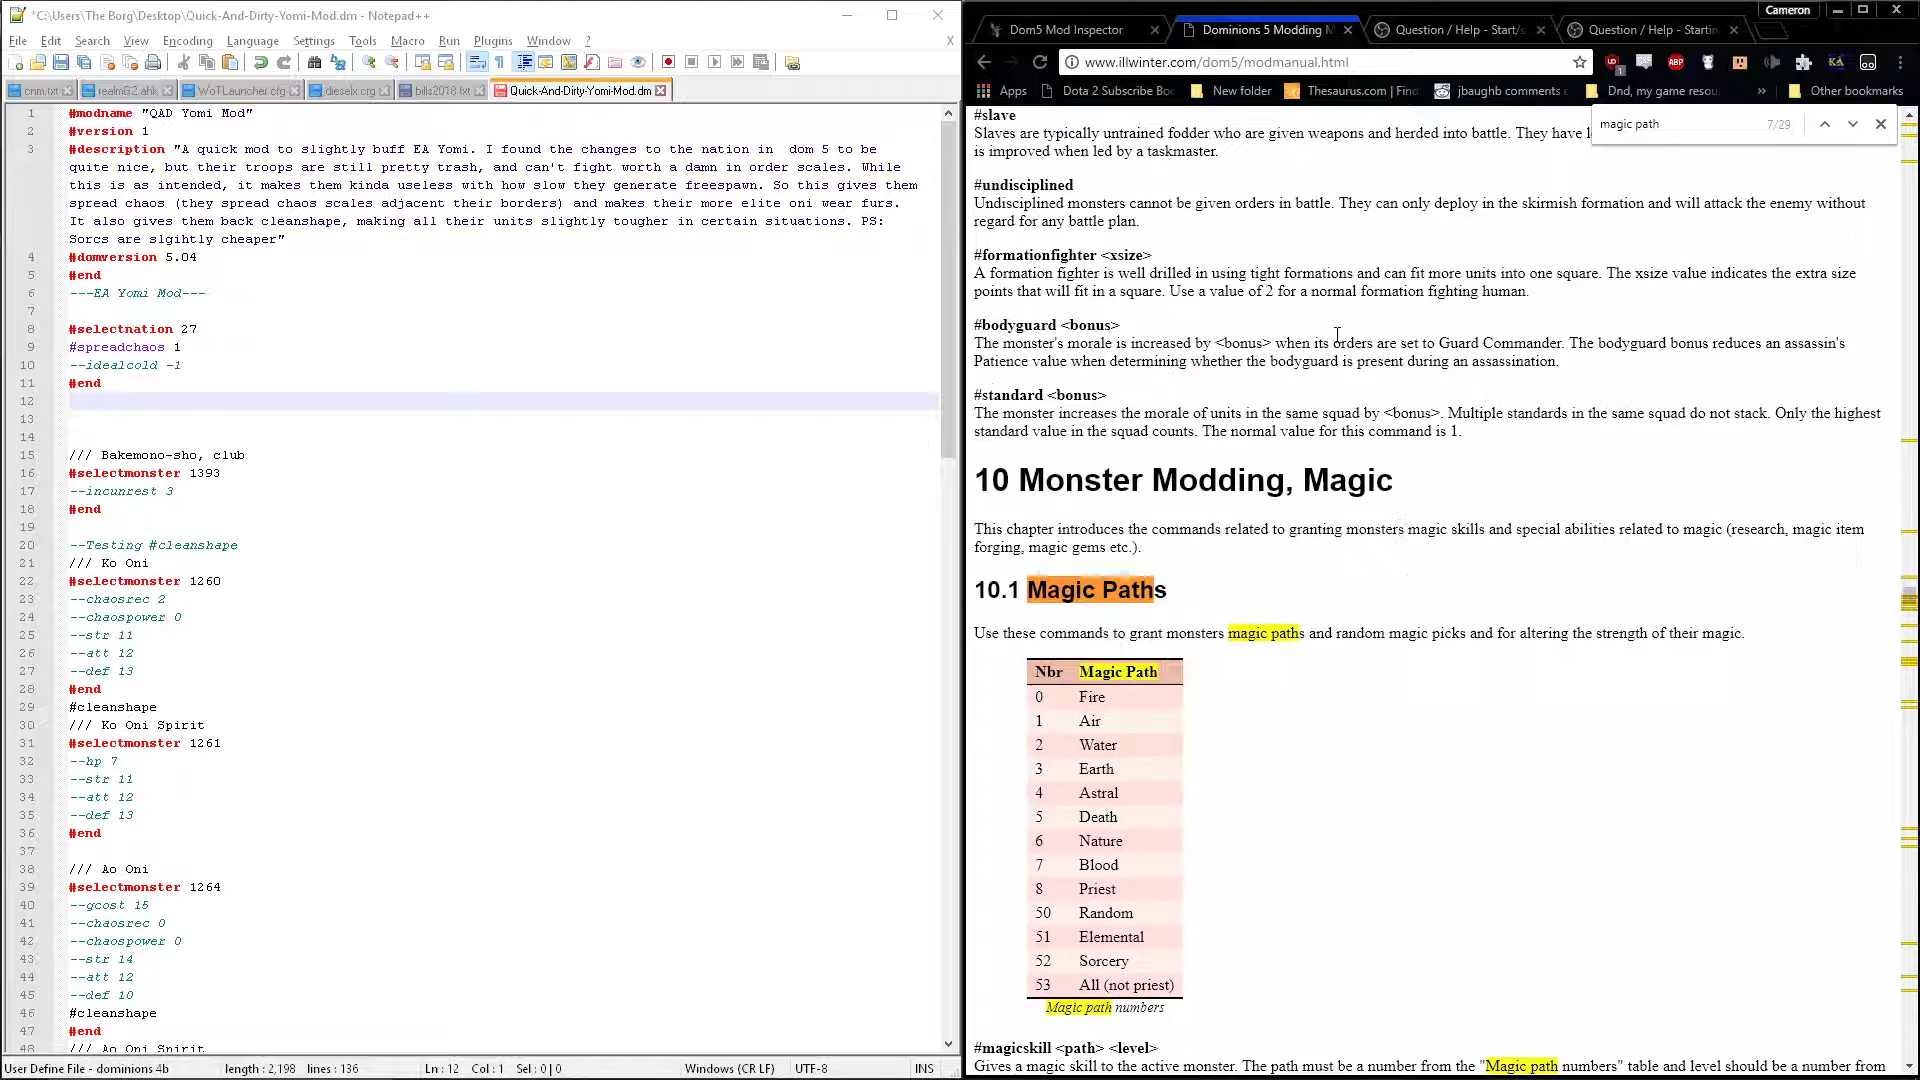 *C:\Users\The Borg\Desktop\Quick-And-Dirty-Yomi-Mod.dm - Notepad++
File Edit Search View Encoding Language Settings Tools Macro Run Plugins Window ?
X
cnm.txt realmG2.ahk WoTLauncher.cfg dieselx.crg bills2018.txt Quick-And-Dirty-Yomi-Mod.dm
1 #modname "QAD Yomi Mod"
2 #version 1
3 #description "A quick mod to slightly buff EA Yomi. I found the changes to the nation in dom 5 to be
quite nice, but their troops are still pretty trash, and can't fight worth a damn in order scales. While
this is as intended, it makes them kinda useless with how slow they generate freespawn. So this gives them
spread chaos (they spread chaos scales adjacent their borders) and makes their more elite oni wear furs.
It also gives them back cleanshape, making all their units slightly tougher in certain situations. PS:
Sorcs are slgihtly cheaper"
4 #domversion 5.04
5 #end
6 ---EA Yomi Mod---
7
8 #selectnation 27
9 #spreadchaos 1
10 --idealcold -1
11 #end
12
13
14
15 /// Bakemono-sho, club
16 #selectmonster 1393
17 --incunrest 3
18 #end
19
20 --Testing #cleanshape
21 /// Ko Oni
22 #selectmonster 1260
23 --chaosrec 2
24 --chaospower 0
25 --str 11
26 --att 12
27 --def 13
28 #end
29 #cleanshape
30 /// Ko Oni Spirit
31 #selectmonster 1261
32 --hp 7
33 --str 11
34 --att 12
35 --def 13
36 #end
37
38 /// Ao Oni
39 #selectmonster 1264
40 --gcost 15
41 --chaosrec 0
42 --chaospower 0
43 --str 14
44 --att 12
45 --def 10
46 #cleanshape
47 #end
48 /// Ao Oni Spirit
User Define File - dominions 4b length : 2,198 lines : 136 Ln : 12 Col : 1 Sel : 0 | 0 Windows (CR LF) UTF-8 INS
Cameron
Dom5 Mod Inspector Dominions 5 Modding M Question / Help - Start/s Question / Help - Startin
www.illwinter.com/dom5/modmanual.html
Apps Dota 2 Subscribe Bo New folder Thesaurus.com | Find jbaughb comments Dnd, my game resou » Other bookmarks
magic path 7/29
#slave
Slaves are typically untrained fodder who are given weapons and herded into battle. They have
is improved when led by a taskmaster.
#undisciplined
Undisciplined monsters cannot be given orders in battle. They can only deploy in the skirmish formation and will attack the enemy without
regard for any battle plan.
#formationfighter <xsize>
A formation fighter is well drilled in using tight formations and can fit more units into one square. The xsize value indicates the extra size
points that will fit in a square. Use a value of 2 for a normal formation fighting human.
#bodyguard <bonus>
The monster's morale is increased by <bonus> when its orders are set to Guard Commander. The bodyguard bonus reduces an assassin's
Patience value when determining whether the bodyguard is present during an assassination.
#standard <bonus>
The monster increases the morale of units in the same squad by <bonus>. Multiple standards in the same squad do not stack. Only the highest
standard value in the squad counts. The normal value for this command is 1.
10 Monster Modding, Magic
This chapter introduces the commands related to granting monsters magic skills and special abilities related to magic (research, magic item
forging, magic gems etc.).
10.1 Magic Paths
Use these commands to grant monsters magic paths and random magic picks and for altering the strength of their magic.
Nbr Magic Path
0 Fire
1 Air
2 Water
3 Earth
4 Astral
5 Death
6 Nature
7 Blood
8 Priest
50 Random
51 Elemental
52 Sorcery
53 All (not priest)
Magic path numbers
#magicskill <path> <level>
Gives a magic skill to the active monster. The path must be a number from the "Magic path numbers" table and level should be a number from